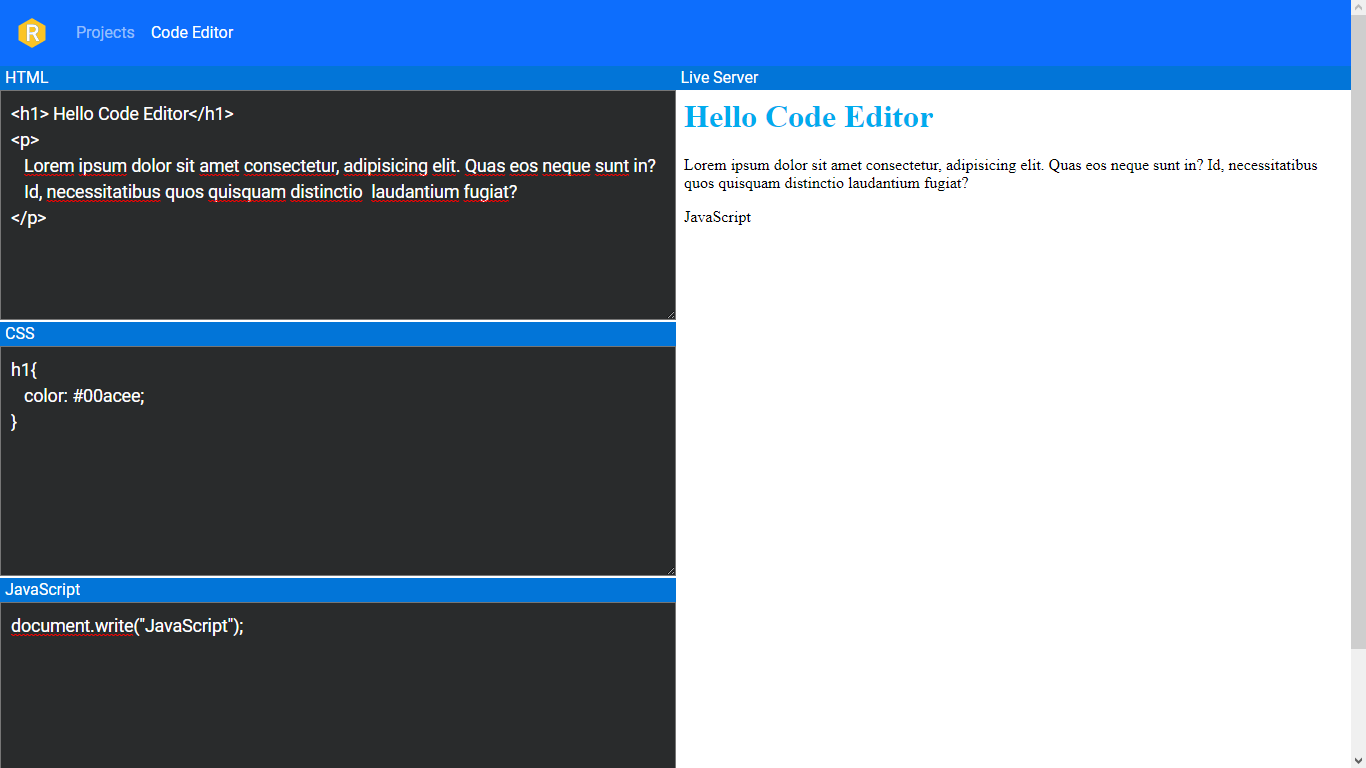 R Projects Code Editor
HTML
<h1> Hello Code Editor</h1>
<p>
Lorem ipsum dolor sit amet consectetur, adipisicing elit. Quas eos neque sunt in?
Id, necessitatibus quos quisquam distinctio  laudantium fugiat?
</p>
CSS
h1{
color: #00acee;
}
JavaScript
document.write("JavaScript");
Live Server
Hello Code Editor
Lorem ipsum dolor sit amet consectetur, adipisicing elit. Quas eos neque sunt in? Id, necessitatibus
quos quisquam distinctio laudantium fugiat?
JavaScript